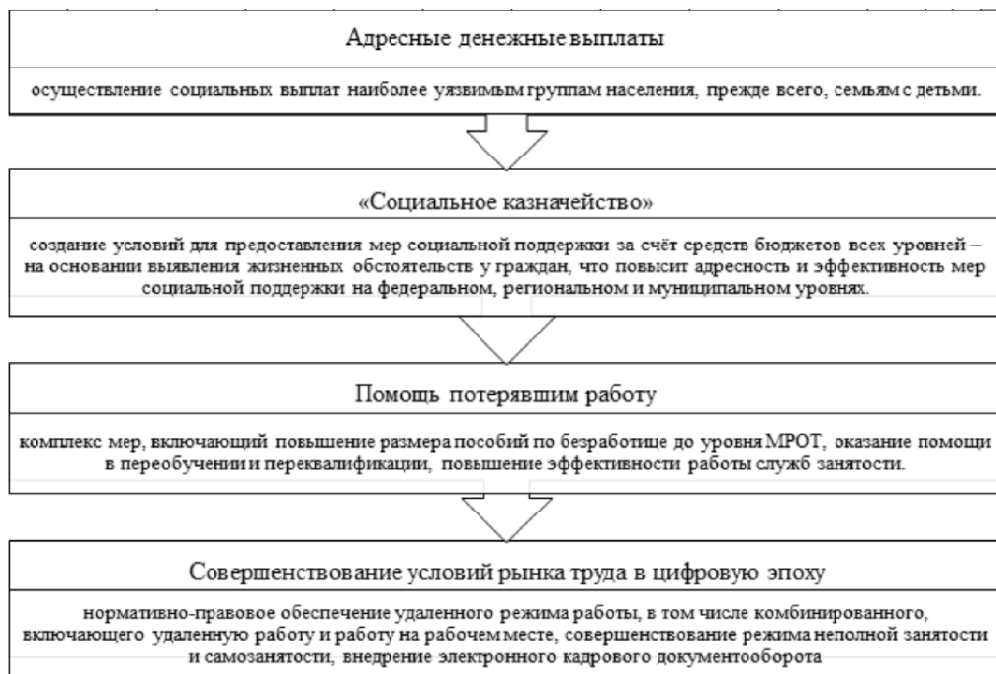 Адресные денежные выплаты
осуществление социальных выплат наиболее уязвимым группам населения, прежде всего, семьям с детьми.
«Социальное казначейство»
создание условий для предоставления мер социальной поддержки за счёт средств бюджетов всех уровней –
на основании выявления жизненных обстоятельств у граждан, что повысит адресность и эффективность мер
социальной поддержки на федеральном, региональном и муниципальном уровнях.
Помощь потерявшим работу
комплекс мер, включающий повышение размера пособий по безработице до уровня МРОТ, оказание помощи
в переобучении и переквалификации, повышение эффективности работы служб занятости.
Совершенствование условий рынка труда в цифровую эпоху
нормативно-правовое обеспечение удаленного режима работы, в том числе комбинированного,
включающего удаленную работу и работу на рабочем месте, совершенствование режима неполной занятости
и самозанятости, внедрение электронного кадрового документооборота